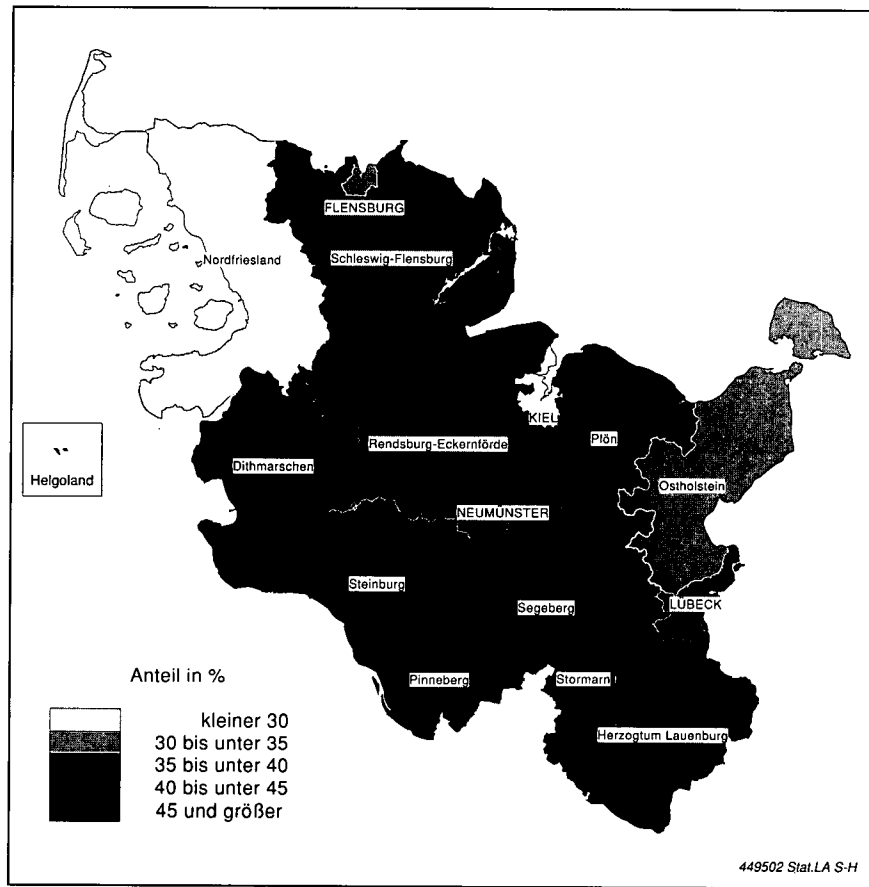 FLENSBURG
Nordfriesland
Schleswig-Flensburg
KIEL
Rendsburg-Eckernförde
Plön
Dithmarschen
Helgoland
Ostholstein
NEUMÜNSTER
Steinburg
Segeberg
LÜBECK
Pinneberg
Stormarn
Herzogtum Lauenburg
Anteil in %
kleiner 30
30 bis unter 35
35 bis unter 40
40 bis unter 45
45 und größer
449502 Stat.LA S-H